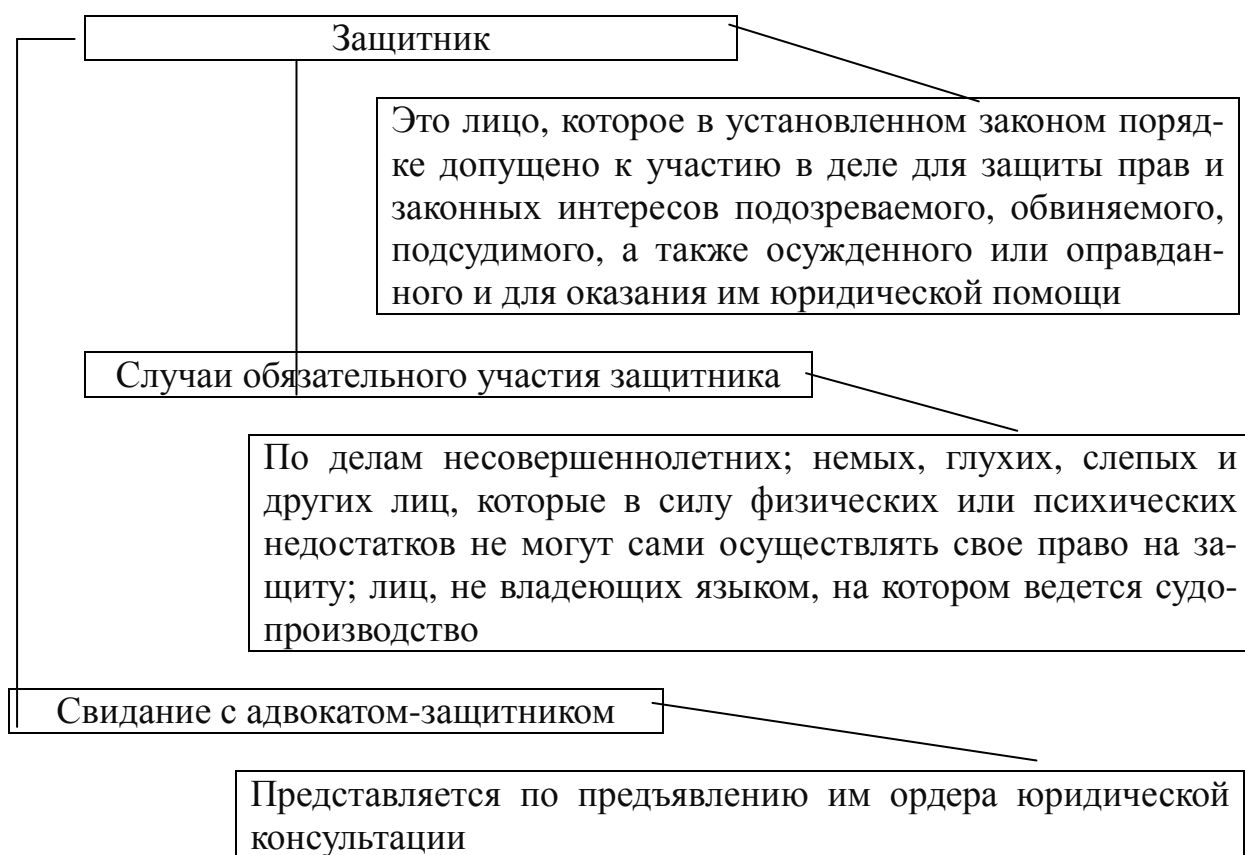 Защитник
Это лицо, которое в установленном законом поряд-
ке допущено к участию в деле для защиты прав и
законных интересов подозреваемого, обвиняемого,
подсудимого, а также осужденного или оправдан-
ного и для оказания им юридической помощи
Случаи обязательного участия защитника
По делам несовершеннолетних; немых, глухих, слепых и
других лиц, которые в силу физических или психических
недостатков не могут сами осуществлять свое право на за-
щиту; лиц, не владеющих языком, на котором ведется судо-
производство
Свидание с адвокатом-защитником
Представляется по предъявлению им ордера юридической
консультации